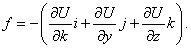 f = −(∂U/∂k i + ∂U/∂y j + ∂U/∂z k).